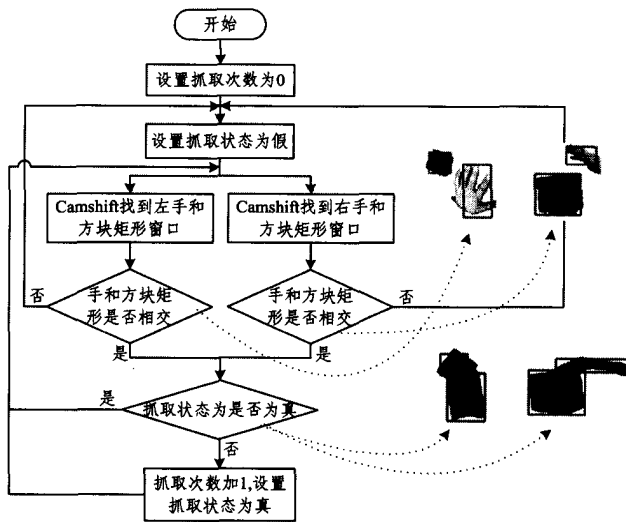 开始
设置抓取次数为0
设置抓取状态为假
Camshift找到左手和
方块矩形窗口
Camshift找到右手和
方块矩形窗口
否
手和方块矩
形是否相交
手和方块矩
形是否相交
否
是
是
是
抓取状态为是否为真
否
抓取次数加1,设置
抓取状态为真